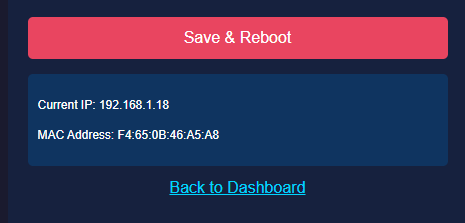 Save & Reboot
Current IP: 192.168.1.18
MAC Address: F4:65:0B:46:A5:A8
Back to Dashboard